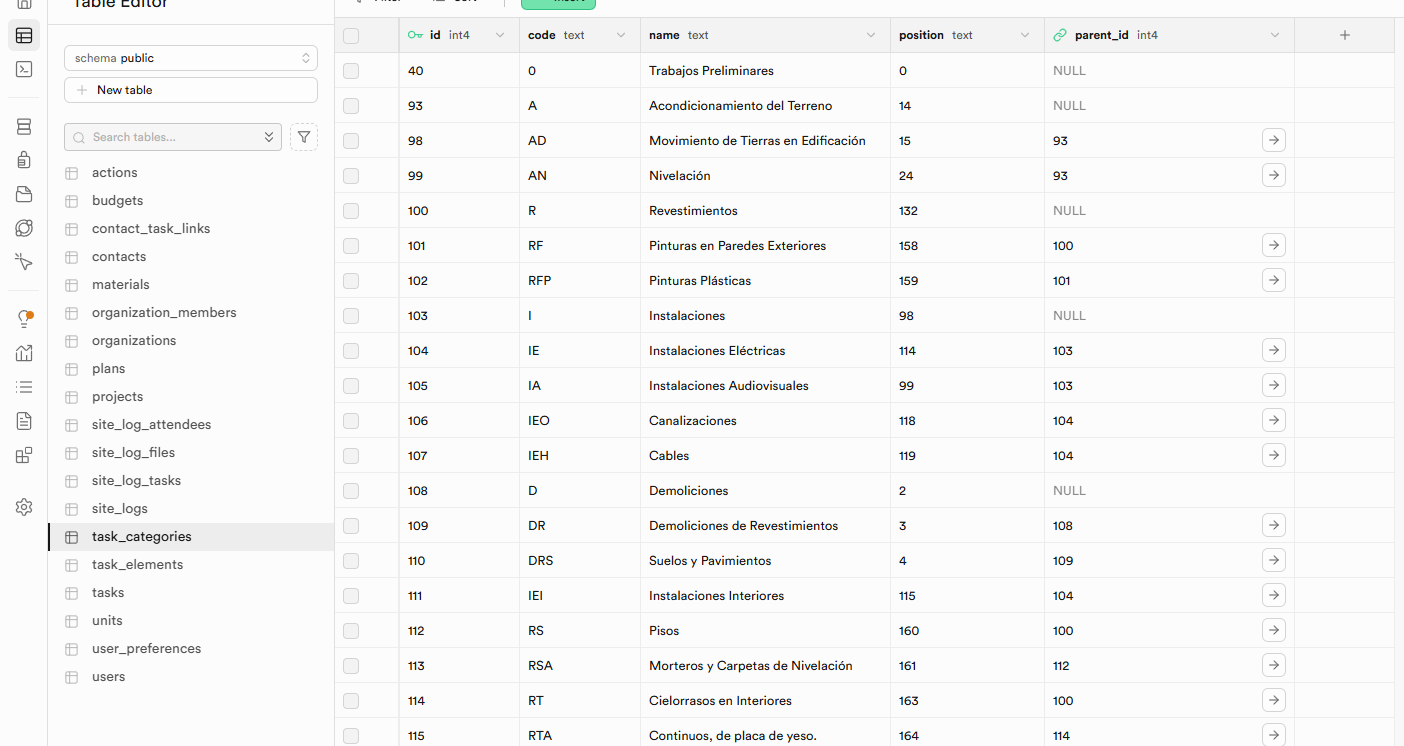 Table Editor
schema public
New table
Search tables...
actions
budgets
contact_task_links
contacts
materials
organization_members
organizations
plans
projects
site_log_attendees
site_log_files
site_log_tasks
site_logs
task_categories
task_elements
tasks
units
user_preferences
users
Filter Sort Insert
id int4 code text name text position text parent_id int4
40 0 Trabajos Preliminares 0 NULL
93 A Acondicionamiento del Terreno 14 NULL
98 AD Movimiento de Tierras en Edificación 15 93
99 AN Nivelación 24 93
100 R Revestimientos 132 NULL
101 RF Pinturas en Paredes Exteriores 158 100
102 RFP Pinturas Plásticas 159 101
103 I Instalaciones 98 NULL
104 IE Instalaciones Eléctricas 114 103
105 IA Instalaciones Audiovisuales 99 103
106 IEO Canalizaciones 118 104
107 IEH Cables 119 104
108 D Demoliciones 2 NULL
109 DR Demoliciones de Revestimientos 3 108
110 DRS Suelos y Pavimientos 4 109
111 IEI Instalaciones Interiores 115 104
112 RS Pisos 160 100
113 RSA Morteros y Carpetas de Nivelación 161 112
114 RT Cielorrasos en Interiores 163 100
115 RTA Continuos, de placa de yeso. 164 114